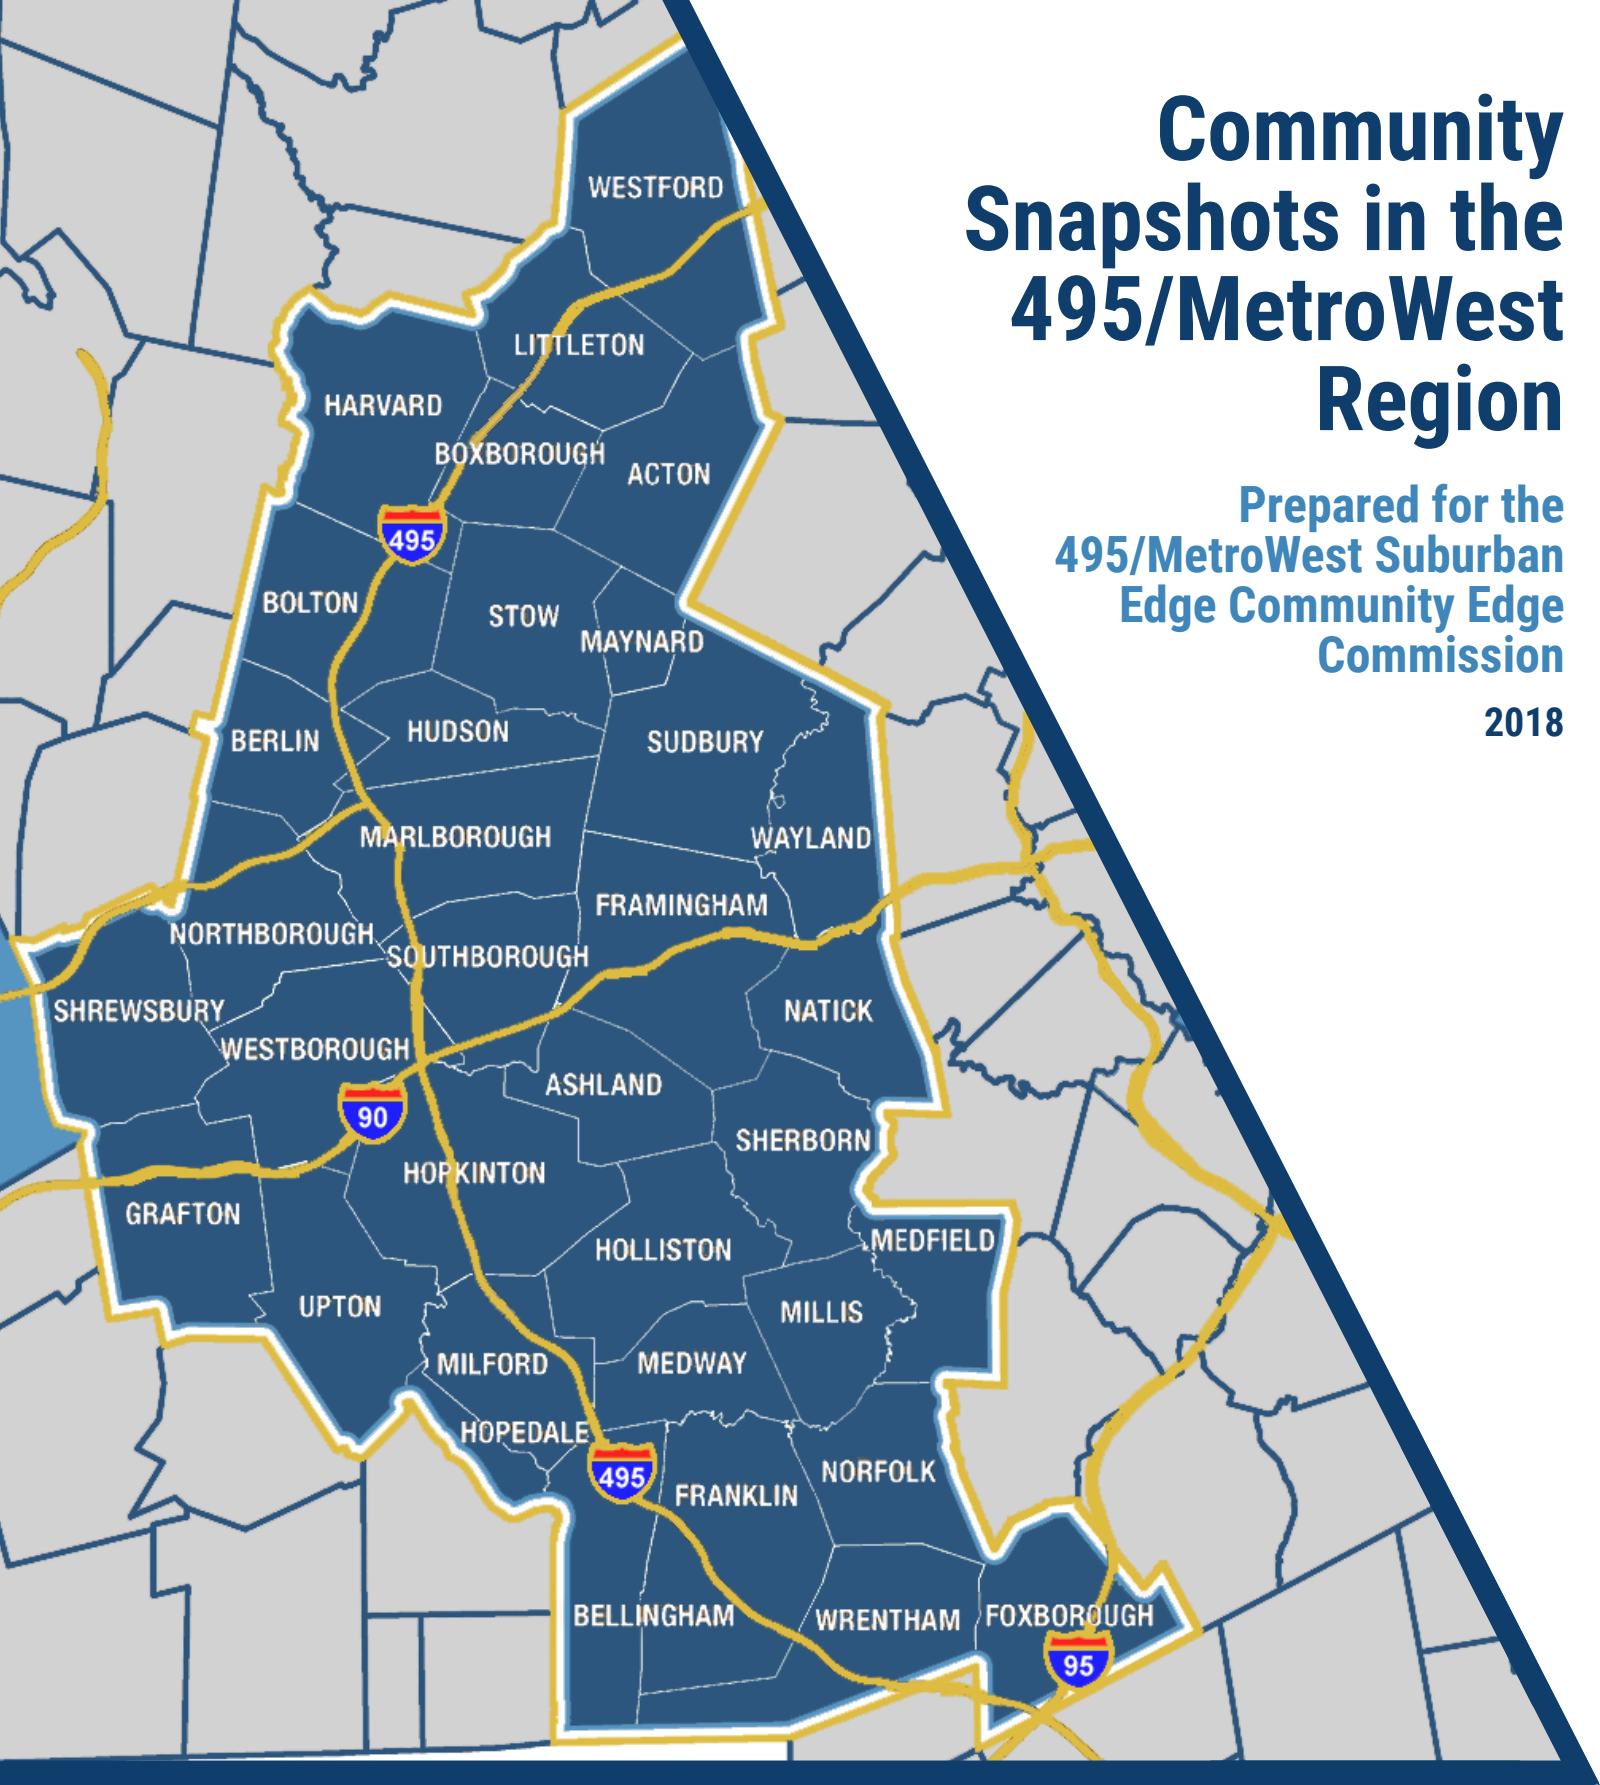 Community
Snapshots in the
495/MetroWest
Region
Prepared for the
495/MetroWest Suburban
Edge Community Edge
Commission
2018
WESTFORD
LITTLETON
HARVARD
BOXBOROUGH
ACTON
495
BOLTON
STOW
MAYNARD
BERLIN
HUDSON
SUDBURY
MARLBOROUGH
WAYLAND
FRAMINGHAM
NORTHBOROUGH
SOUTHBOROUGH
SHREWSBURY
NATICK
WESTBOROUGH
ASHLAND
90
SHERBORN
HOPKINTON
GRAFTON
MEDFIELD
HOLLISTON
UPTON
MILLIS
MILFORD
MEDWAY
HOPEDALE
495
NORFOLK
FRANKLIN
BELLINGHAM
WRENTHAM
FOXBOROUGH
95